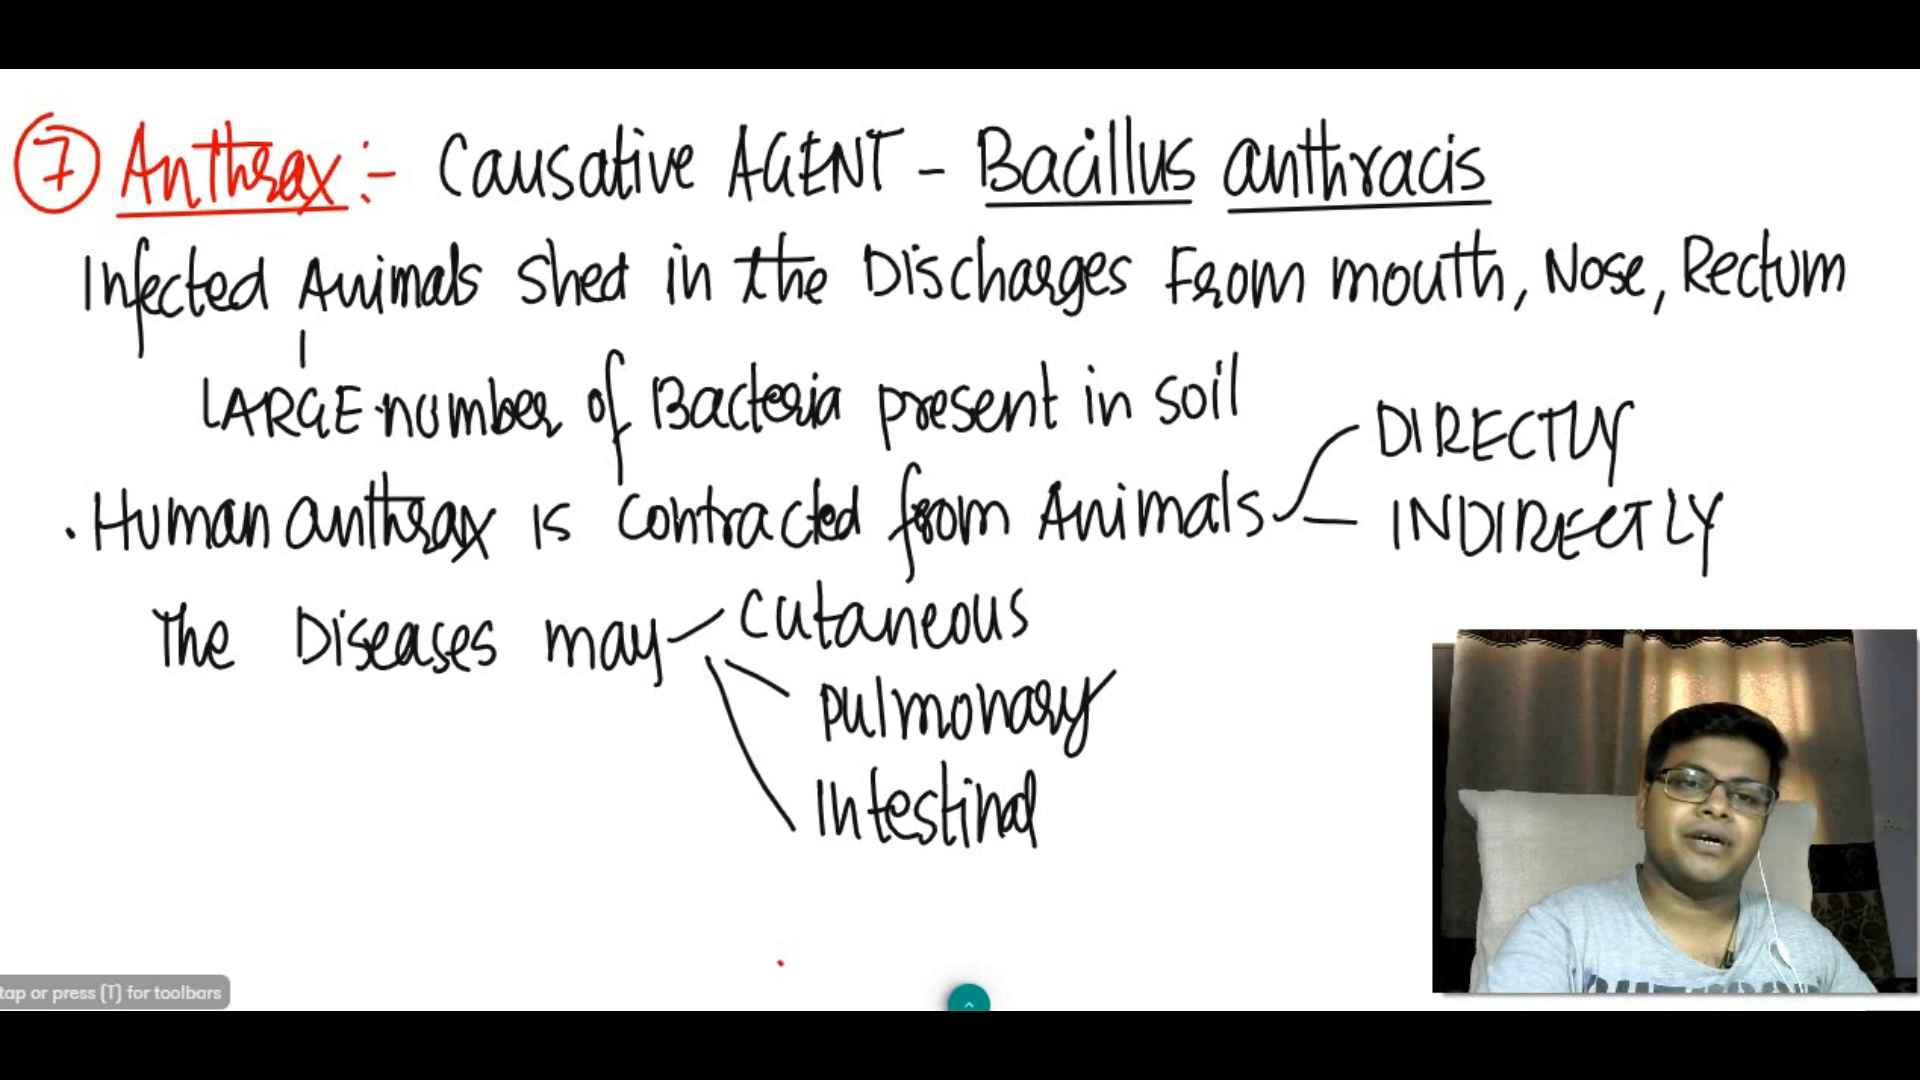 7 Anthrax :- Causative AGENT - Bacillus anthracis
Infected Animals shed in the Discharges From mouth, Nose, Rectum
LARGE number of Bacteria present in soil
DIRECTLY
. Human anthrax is contracted from Animals
INDIRECTLY
The Diseases may
Cutaneous
Pulmonary
Intestinal
tap or press (T) for toolbars